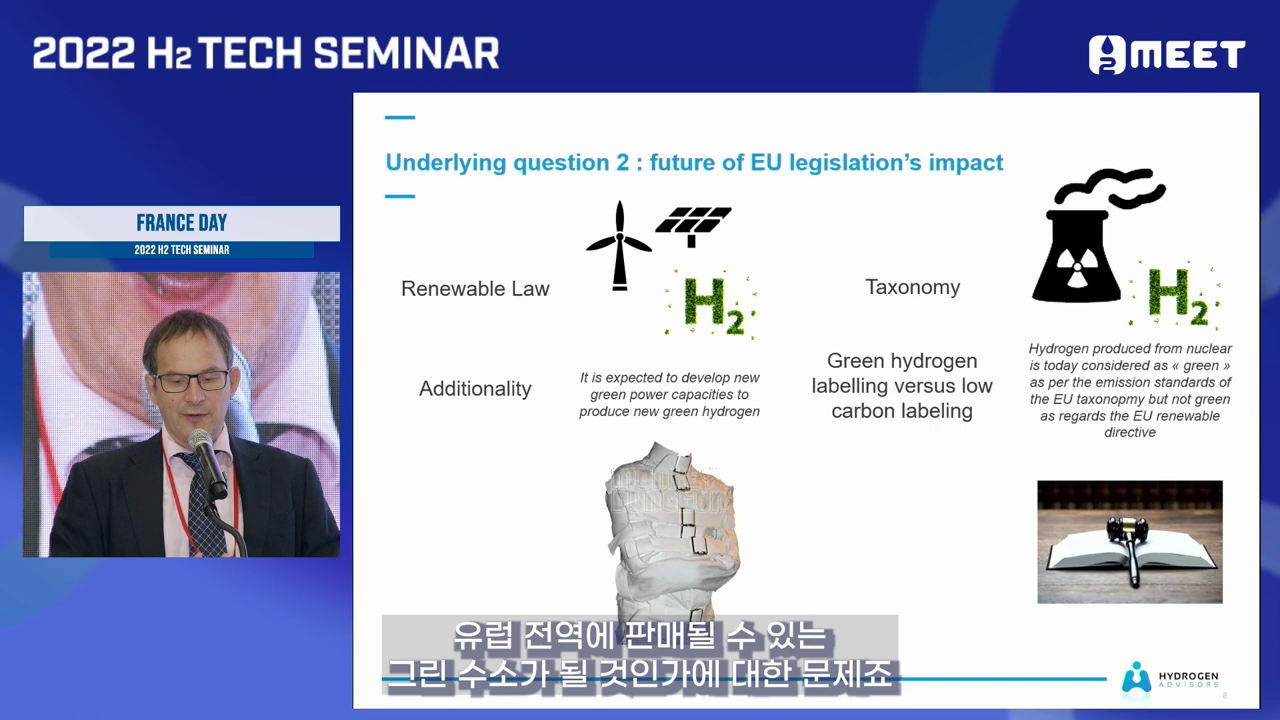 2022 H2 TECH SEMINAR
H2 MEET
FRANCE DAY
2022 H2 TECH SEMINAR
Underlying question 2 : future of EU legislation's impact
Renewable Law
H2
Taxonomy
H2
Additionality
It is expected to develop new
green power capacities to
produce new green hydrogen
Green hydrogen
labelling versus low
carbon labeling
Hydrogen produced from nuclear
is today considered as « green »
as per the emission standards of
the EU taxonopmy but not green
as regards the EU renewable
directive
유럽 전역에 판매될 수 있는
그린 수소가 될 것인가에 대한 문제죠
HYDROGEN
ADVISORS
8